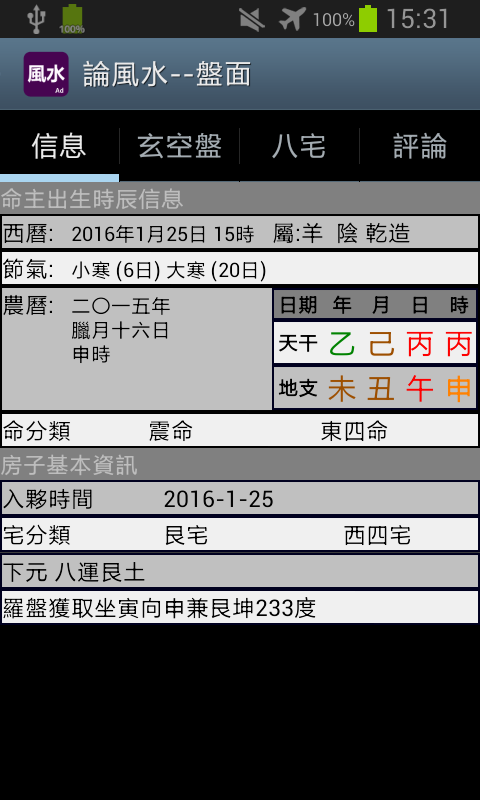 100% 100% 15:31
風水 Ad 論風水--盤面
信息 玄空盤 八宅 評論
命主出生時辰信息
西曆: 2016年1月25日 15時 屬:羊 陰 乾造
節氣: 小寒 (6日) 大寒 (20日)
農曆: 二〇一五年
臘月十六日
申時
日期 年 月 日 時
天干 乙 己 丙 丙
地支 未 丑 午 申
命分類 震命 東四命
房子基本資訊
入夥時間 2016-1-25
宅分類 艮宅 西四宅
下元 八運艮土
羅盤獲取坐寅向申兼艮坤233度